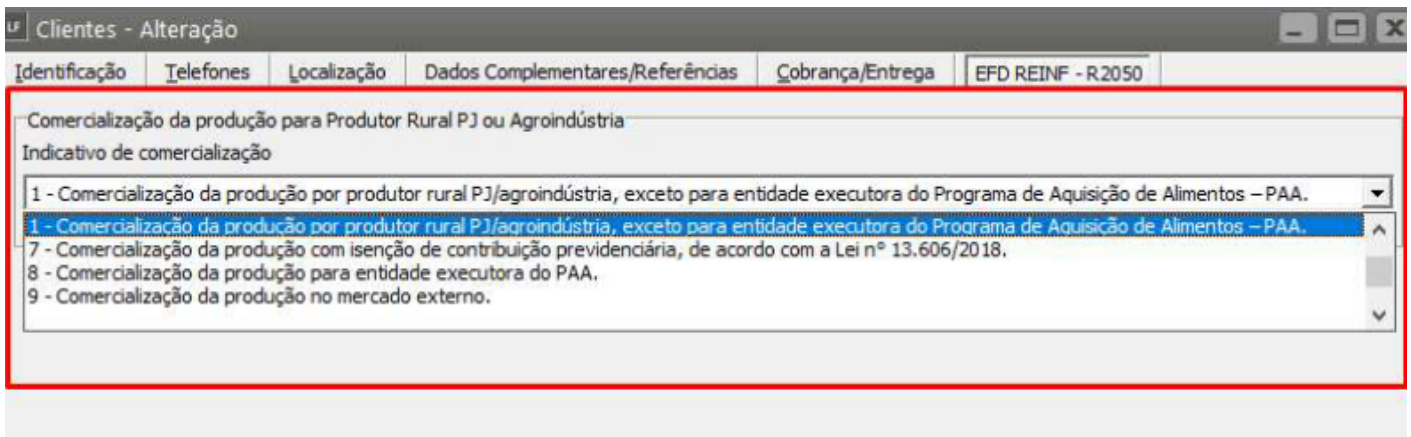 LF Clientes - Alteração
Identificação Telefones Localização Dados Complementares/Referências Cobrança/Entrega EFD REINF - R2050
Comercialização da produção para Produtor Rural PJ ou Agroindústria
Indicativo de comercialização
1 - Comercialização da produção por produtor rural PJ/agroindústria, exceto para entidade executora do Programa de Aquisição de Alimentos – PAA.
1 - Comercialização da produção por produtor rural PJ/agroindústria, exceto para entidade executora do Programa de Aquisição de Alimentos – PAA.
7 - Comercialização da produção com isenção de contribuição previdenciária, de acordo com a Lei n° 13.606/2018.
8 - Comercialização da produção para entidade executora do PAA.
9 - Comercialização da produção no mercado externo.